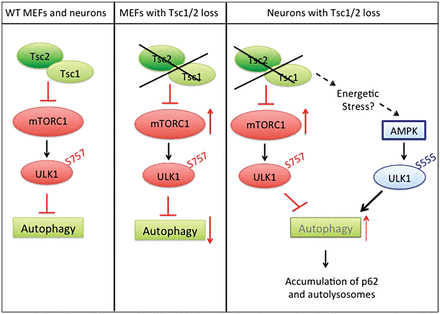 WT MEFs and neurons
Tsc2
Tsc1
mTORC1
S757
ULK1
Autophagy
MEFs with Tsc1/2 loss
Tsc2
Tsc1
mTORC1
S757
ULK1
Autophagy
Neurons with Tsc1/2 loss
Tsc2
Tsc1
Energetic
Stress?
mTORC1
AMPK
S757
ULK1
S555
ULK1
Autophagy
Accumulation of p62
and autolysosomes